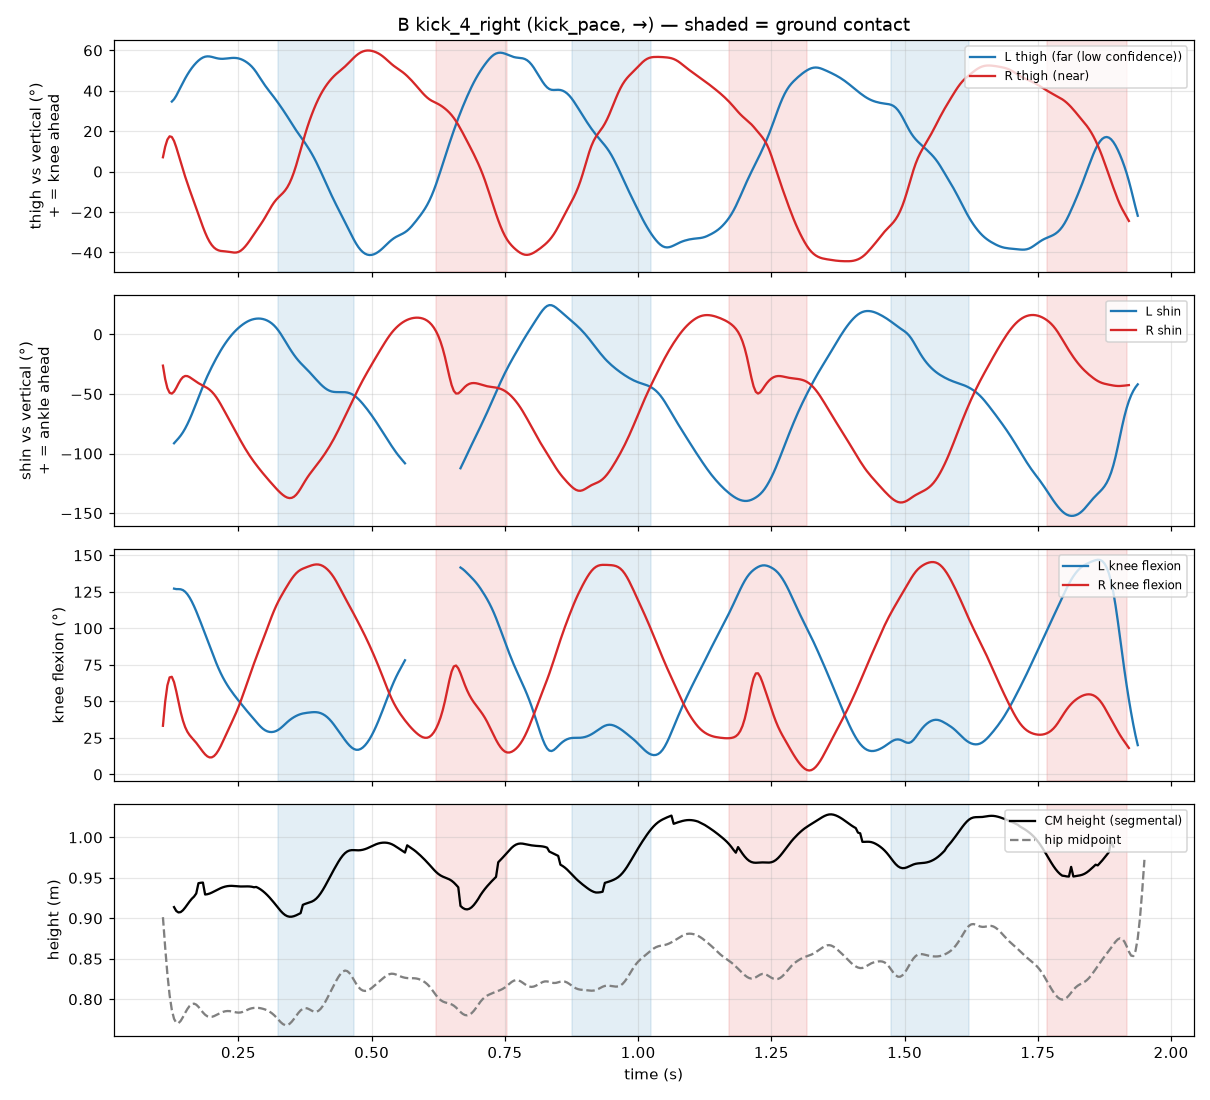 B kick_4_right (kick_pace, →) — shaded = ground contact
60
40
20
0
−20
−40
thigh vs vertical (°)
+ = knee ahead
L thigh (far (low confidence))
R thigh (near)
0
−50
−100
−150
shin vs vertical (°)
+ = ankle ahead
L shin
R shin
150
125
100
75
50
25
0
knee flexion (°)
L knee flexion
R knee flexion
1.00
0.95
0.90
0.85
0.80
height (m)
CM height (segmental)
hip midpoint
0.25 0.50 0.75 1.00 1.25 1.50 1.75 2.00
time (s)